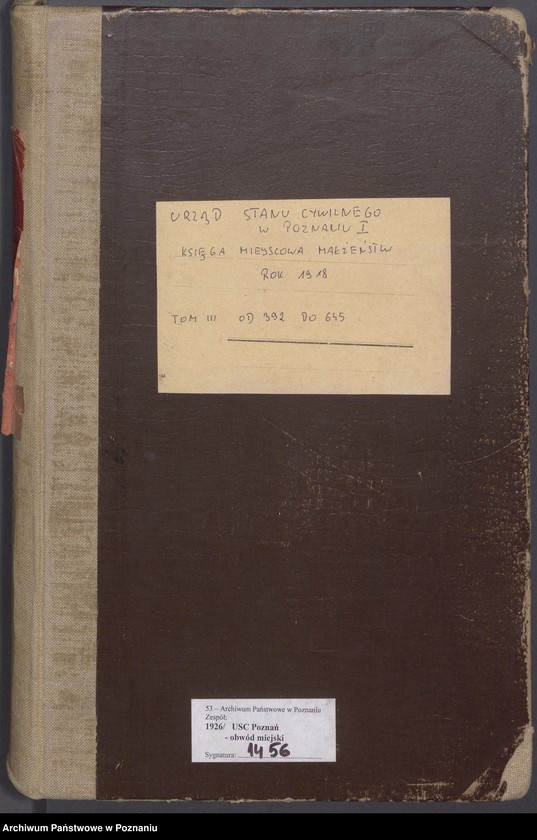 URZĄD STANU CYWILNEGO
W POZNANIU I
KSIĘGA MIEJSCOWA MAŁŻEŃSTW
ROK 1918
TOM III OD 392 DO 645
53 – Archiwum Państwowe w Poznaniu
Zespół:
1926/ USC Poznań
- obwód miejski
Sygnatura: 1456
Archiwum Państwowe w Poznaniu